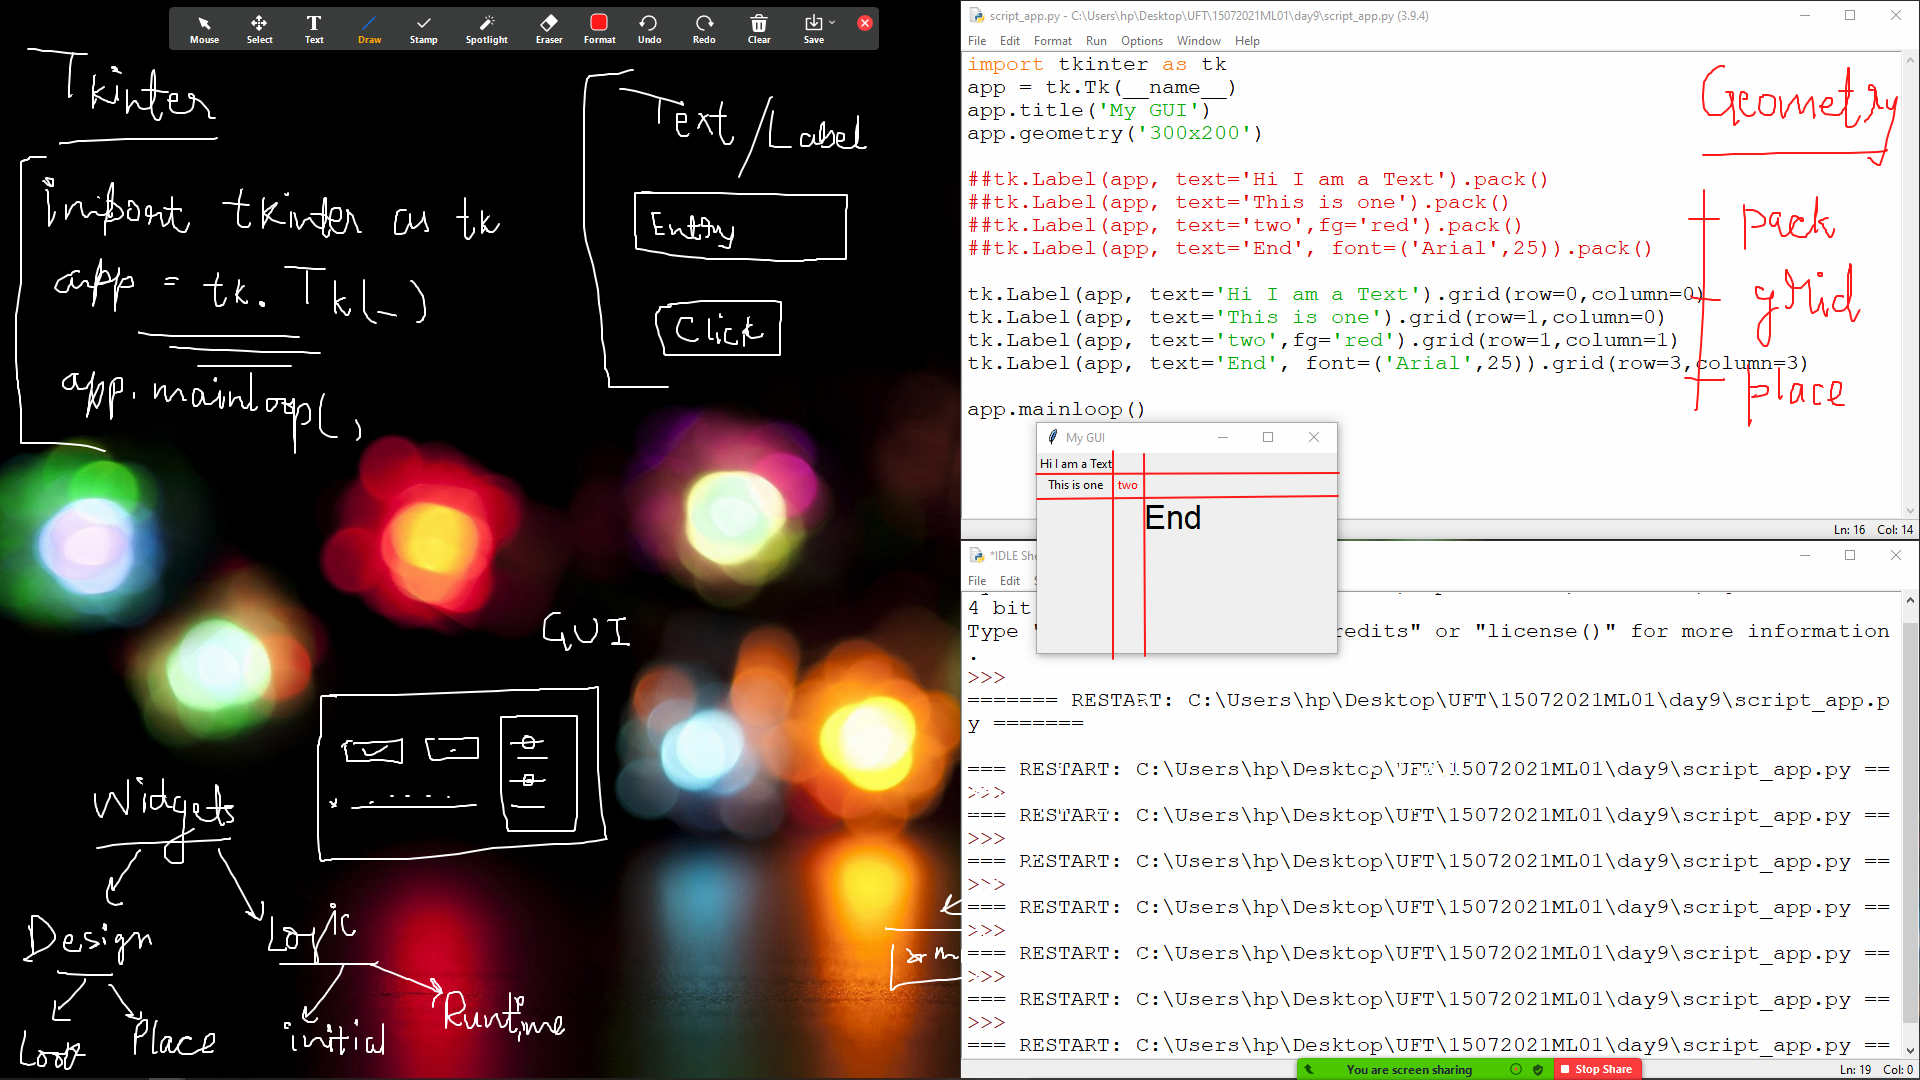 Mouse Select Text Draw Stamp Spotlight Eraser Format Undo Redo Clear Save
Tkinter
import tkinter as tk
app = tk.Tk(_)
app.mainloop(,
Text/Label
Entry
Click
GUI
Widgets
Design Logic
Look Place initial Runtime
script_app.py - C:\Users\hp\Desktop\UFT\15072021ML01\day9\script_app.py (3.9.4)
File Edit Format Run Options Window Help
import tkinter as tk
app = tk.Tk(__name__)
app.title('My GUI')
app.geometry('300x200')
##tk.Label(app, text='Hi I am a Text').pack()
##tk.Label(app, text='This is one').pack()
##tk.Label(app, text='two',fg='red').pack()
##tk.Label(app, text='End', font=('Arial',25)).pack()
tk.Label(app, text='Hi I am a Text').grid(row=0,column=0)
tk.Label(app, text='This is one').grid(row=1,column=0)
tk.Label(app, text='two',fg='red').grid(row=1,column=1)
tk.Label(app, text='End', font=('Arial',25)).grid(row=3,column=3)
app.mainloop()
Geometry
pack
grid
place
Ln: 16 Col: 14
My GUI
Hi I am a Text
This is one two
End
*IDLE She
File Edit S
4 bit
Type " redits" or "license()" for more information
.
>>>
======= RESTART: C:\Users\hp\Desktop\UFT\15072021ML01\day9\script_app.p
y =======
=== RESTART: C:\Users\hp\Desktop\UFT\15072021ML01\day9\script_app.py ==
>>>
=== RESTART: C:\Users\hp\Desktop\UFT\15072021ML01\day9\script_app.py ==
>>>
=== RESTART: C:\Users\hp\Desktop\UFT\15072021ML01\day9\script_app.py ==
>>>
=== RESTART: C:\Users\hp\Desktop\UFT\15072021ML01\day9\script_app.py ==
>>>
=== RESTART: C:\Users\hp\Desktop\UFT\15072021ML01\day9\script_app.py ==
>>>
=== RESTART: C:\Users\hp\Desktop\UFT\15072021ML01\day9\script_app.py ==
>>>
=== RESTART: C:\Users\hp\Desktop\UFT\15072021ML01\day9\script_app.py ==
You are screen sharing Stop Share
Ln: 19 Col: 0